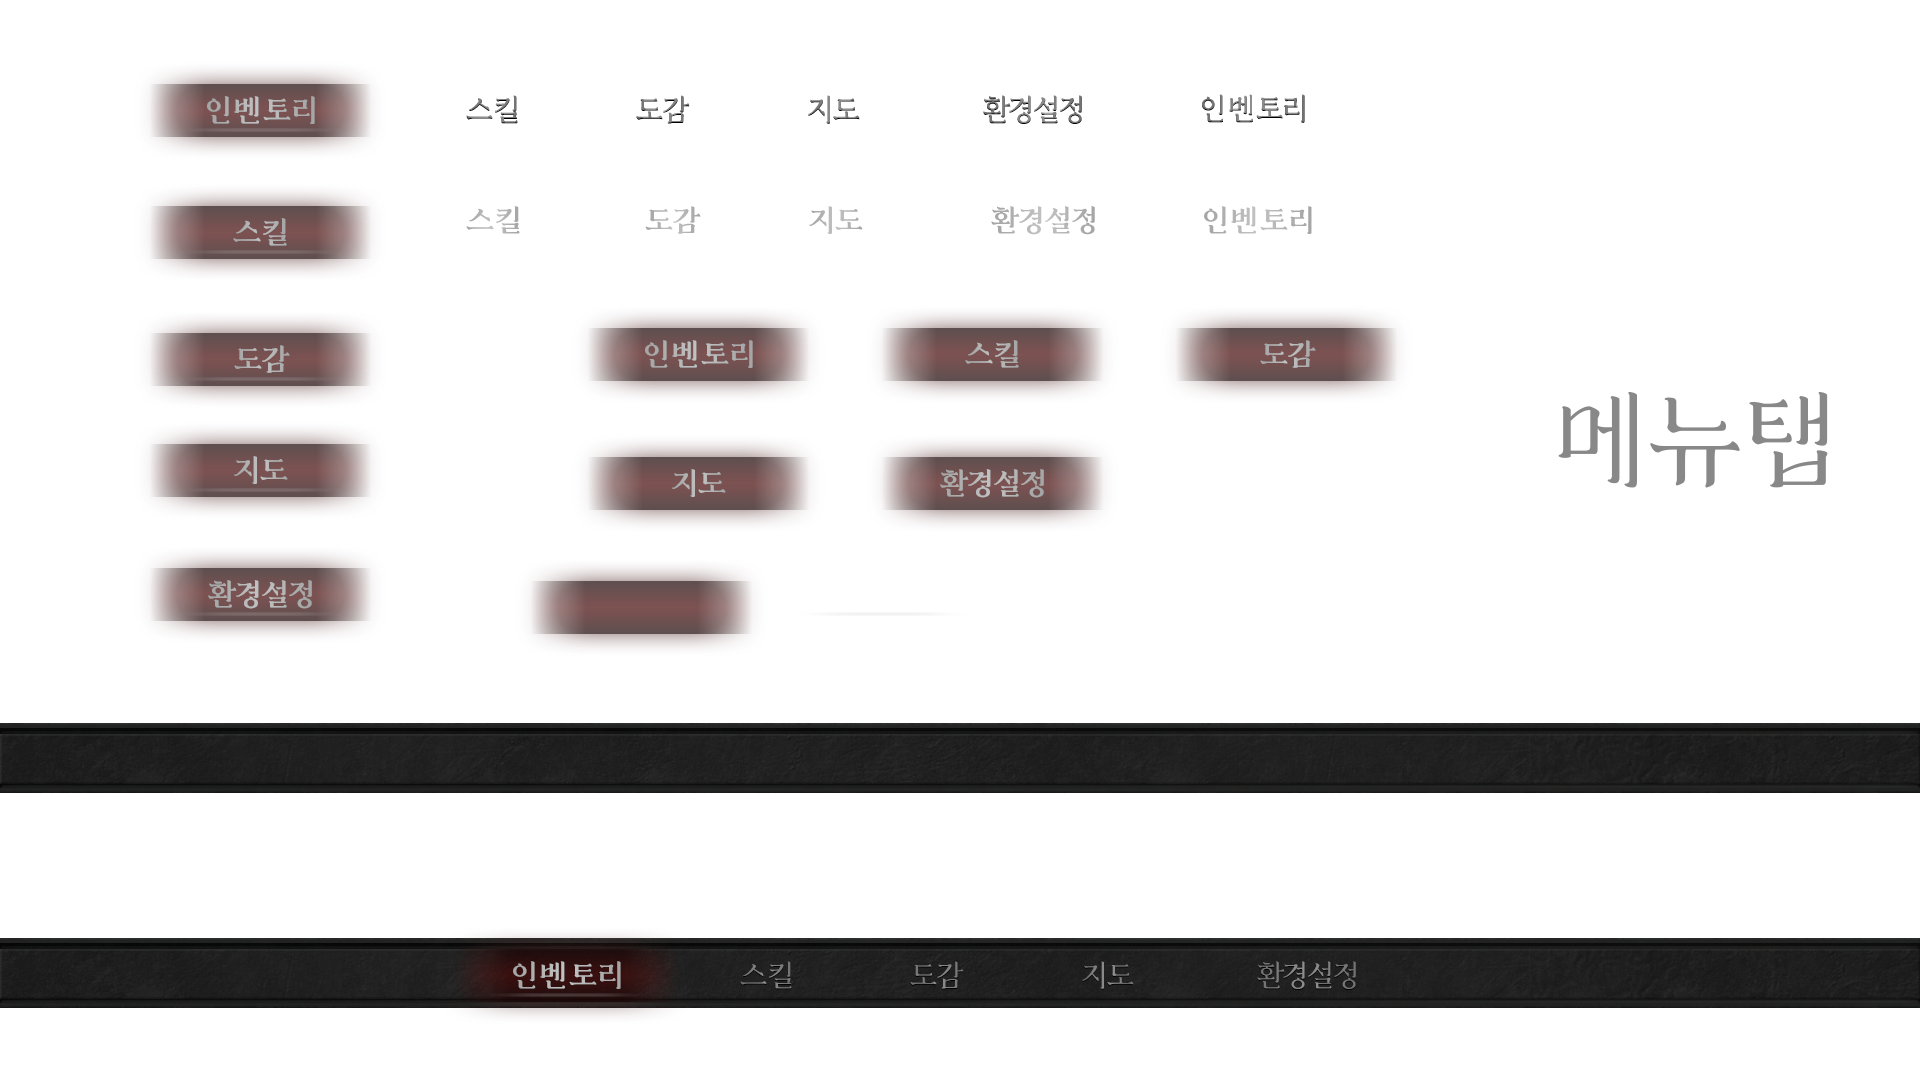 인벤토리 스킬 도감 지도 환경설정 인벤토리
스킬 스킬 도감 지도 환경설정 인벤토리
도감 인벤토리 스킬 도감
메뉴탭
지도 지도 환경설정
환경설정
인벤토리 스킬 도감 지도 환경설정